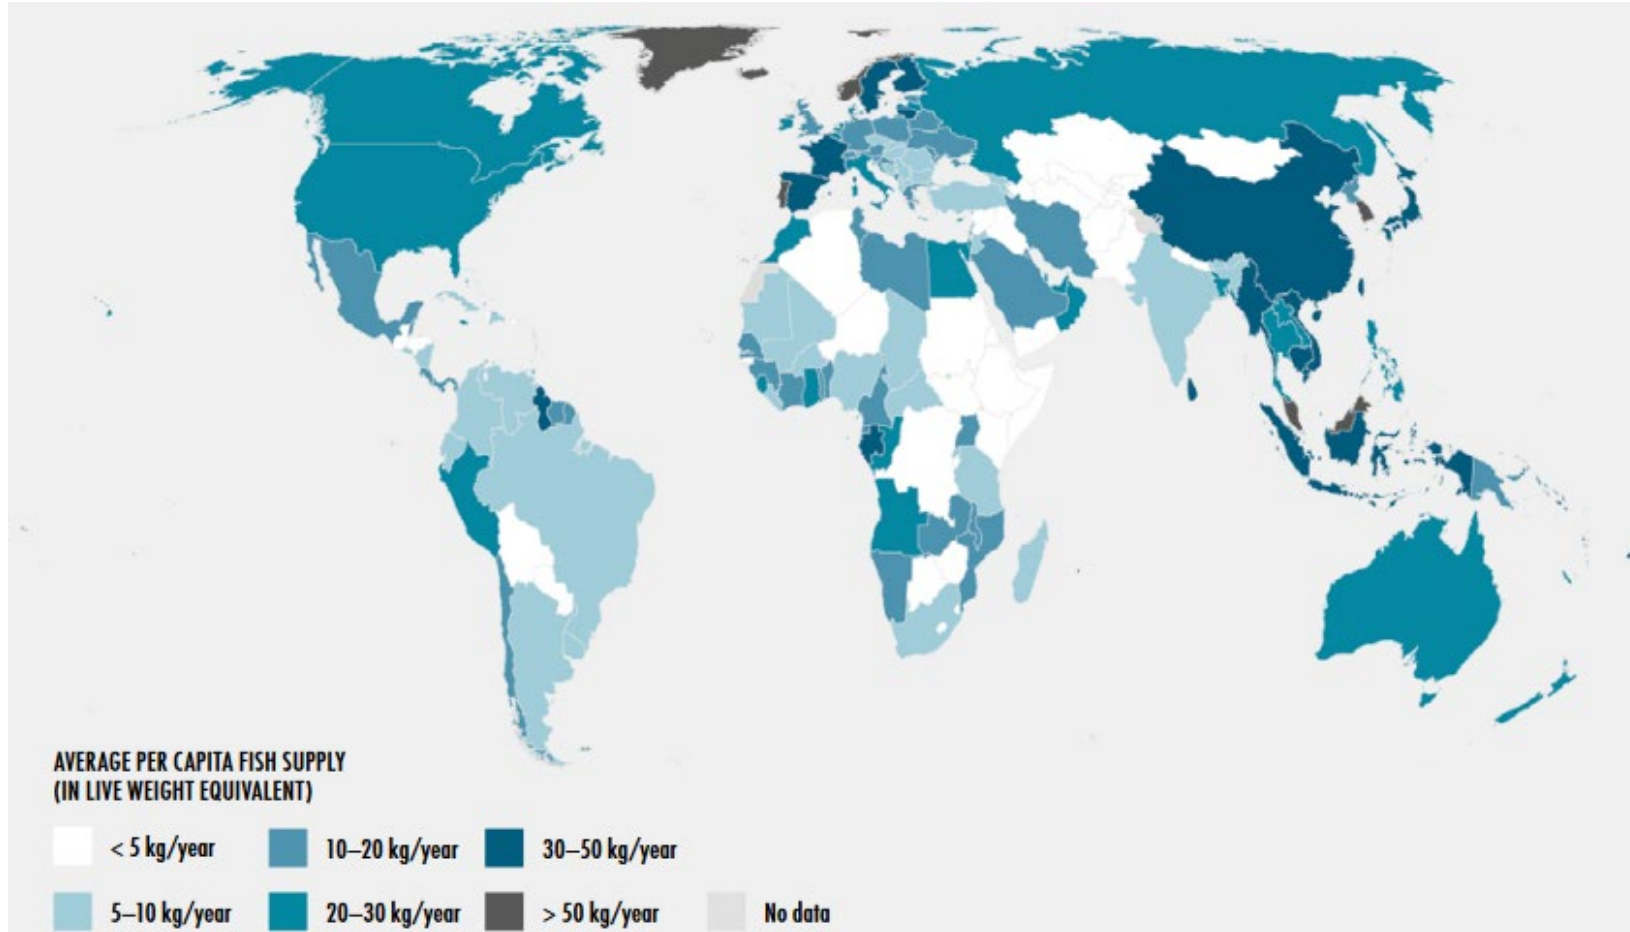 AVERAGE PER CAPITA FISH SUPPLY
(IN LIVE WEIGHT EQUIVALENT)
< 5 kg/year
10–20 kg/year
30–50 kg/year
5–10 kg/year
20–30 kg/year
> 50 kg/year
No data